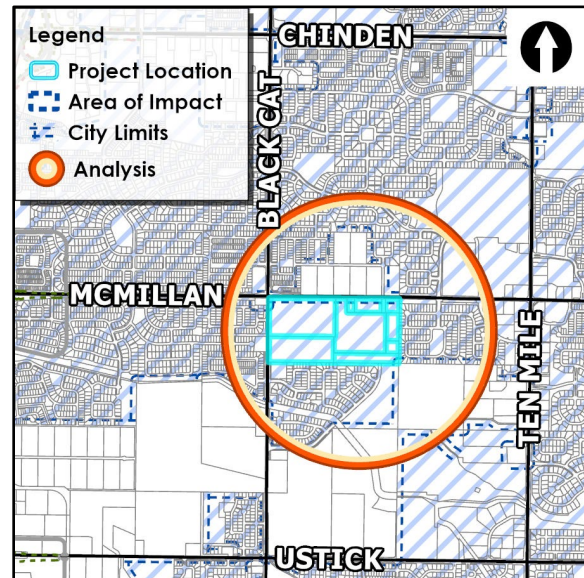 Legend
Project Location
Area of Impact
City Limits
Analysis
CHINDEN
BLACK CAT
MCMILLAN
TEN MILE
USTICK